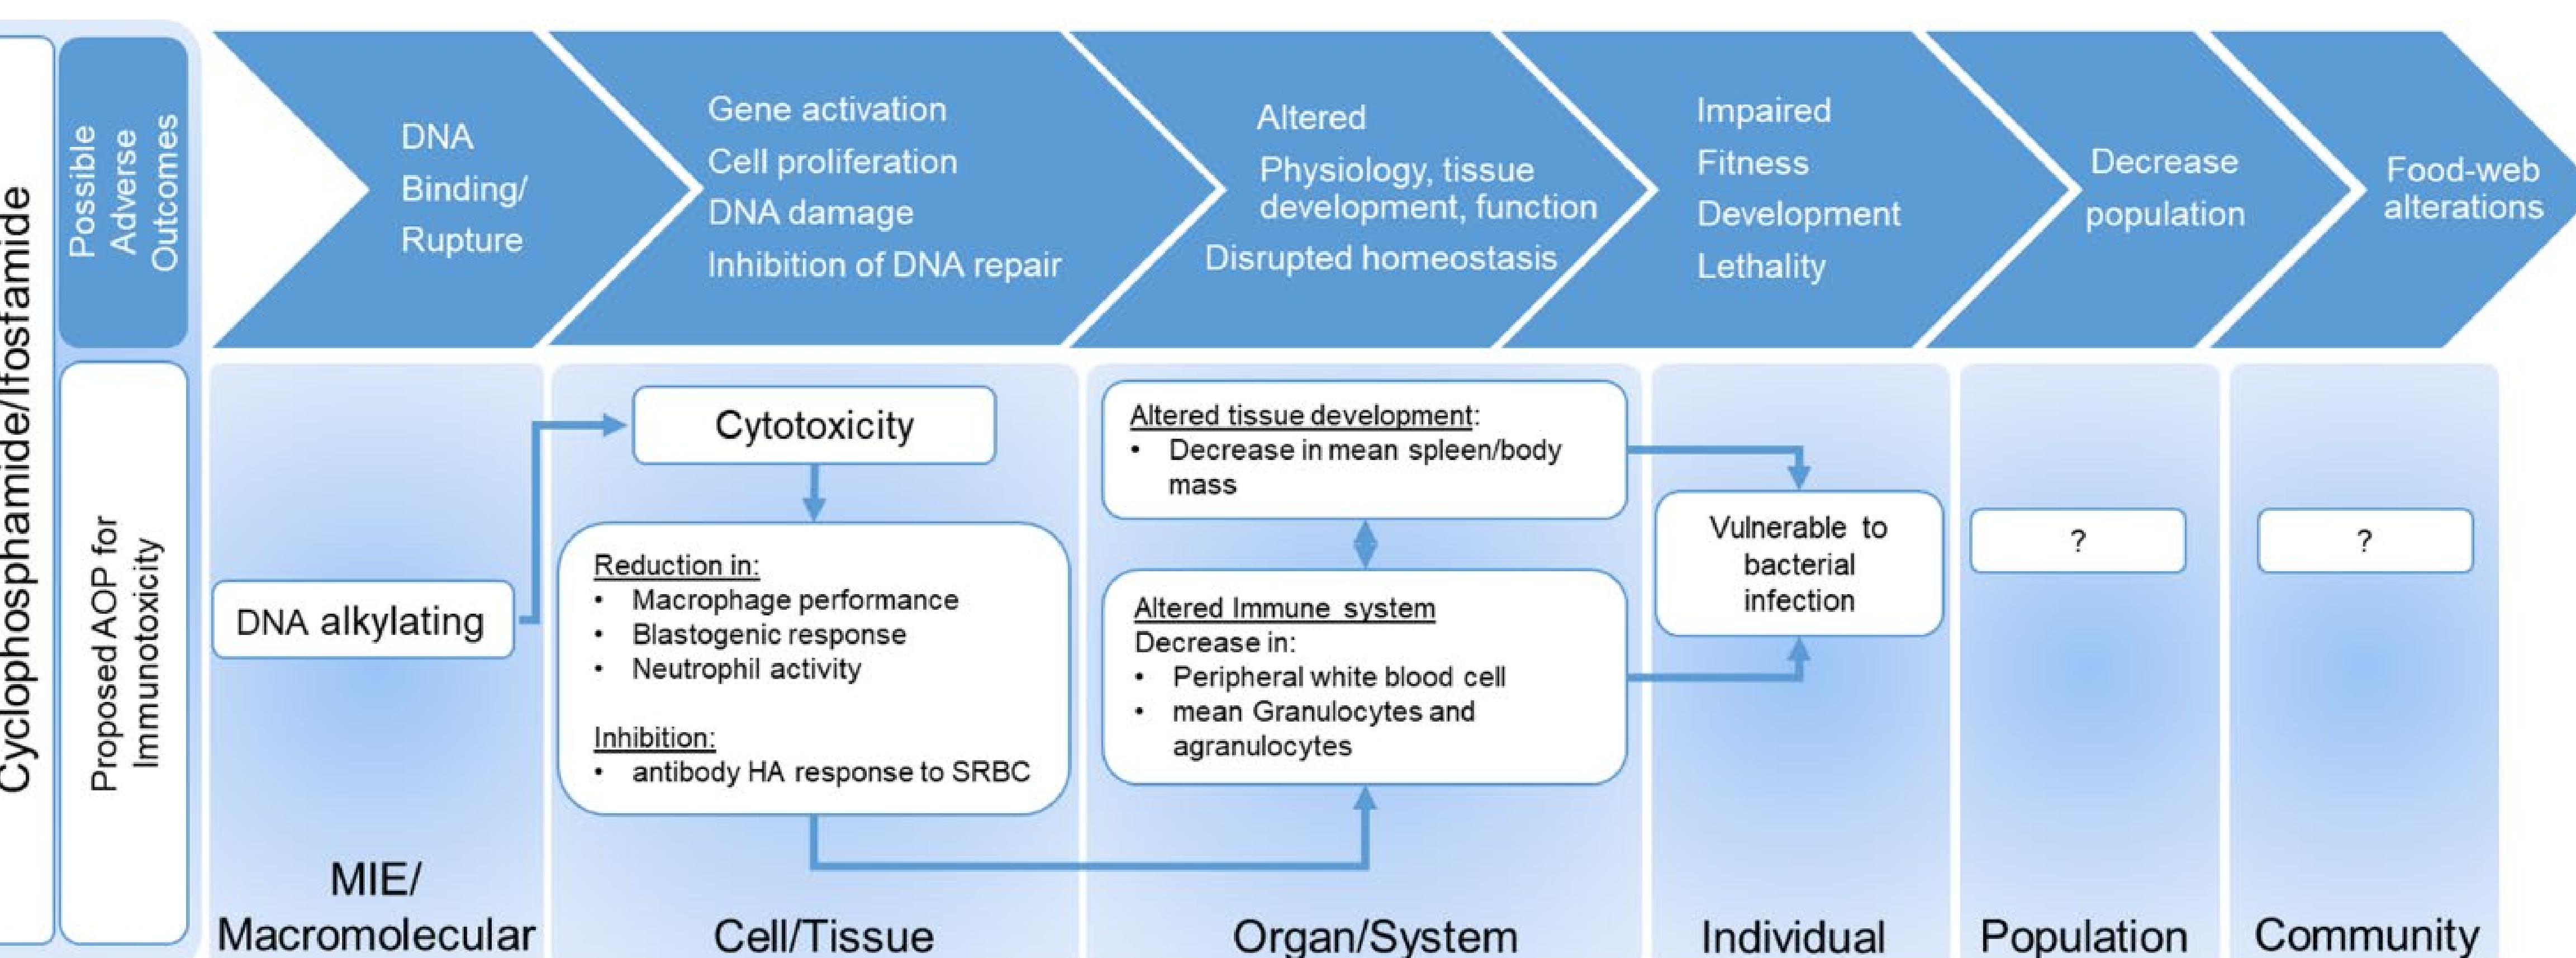 Cyclophosphamide/Ifosfamide
Possible
Adverse
Outcomes
DNA
Binding/
Rupture
Gene activation
Cell proliferation
DNA damage
Inhibition of DNA repair
Altered
Physiology, tissue
development, function
Disrupted homeostasis
Impaired
Fitness
Development
Lethality
Decrease
population
Food-web
alterations
Proposed AOP for
Immunotoxicity
DNA alkylating
MIE/
Macromolecular
Cytotoxicity
Reduction in:
• Macrophage performance
• Blastogenic response
• Neutrophil activity
Inhibition:
• antibody HA response to SRBC
Cell/Tissue
Altered tissue development:
• Decrease in mean spleen/body
mass
Altered Immune system
Decrease in:
• Peripheral white blood cell
• mean Granulocytes and
agranulocytes
Organ/System
Vulnerable to
bacterial
infection
Individual
?
Population
?
Community